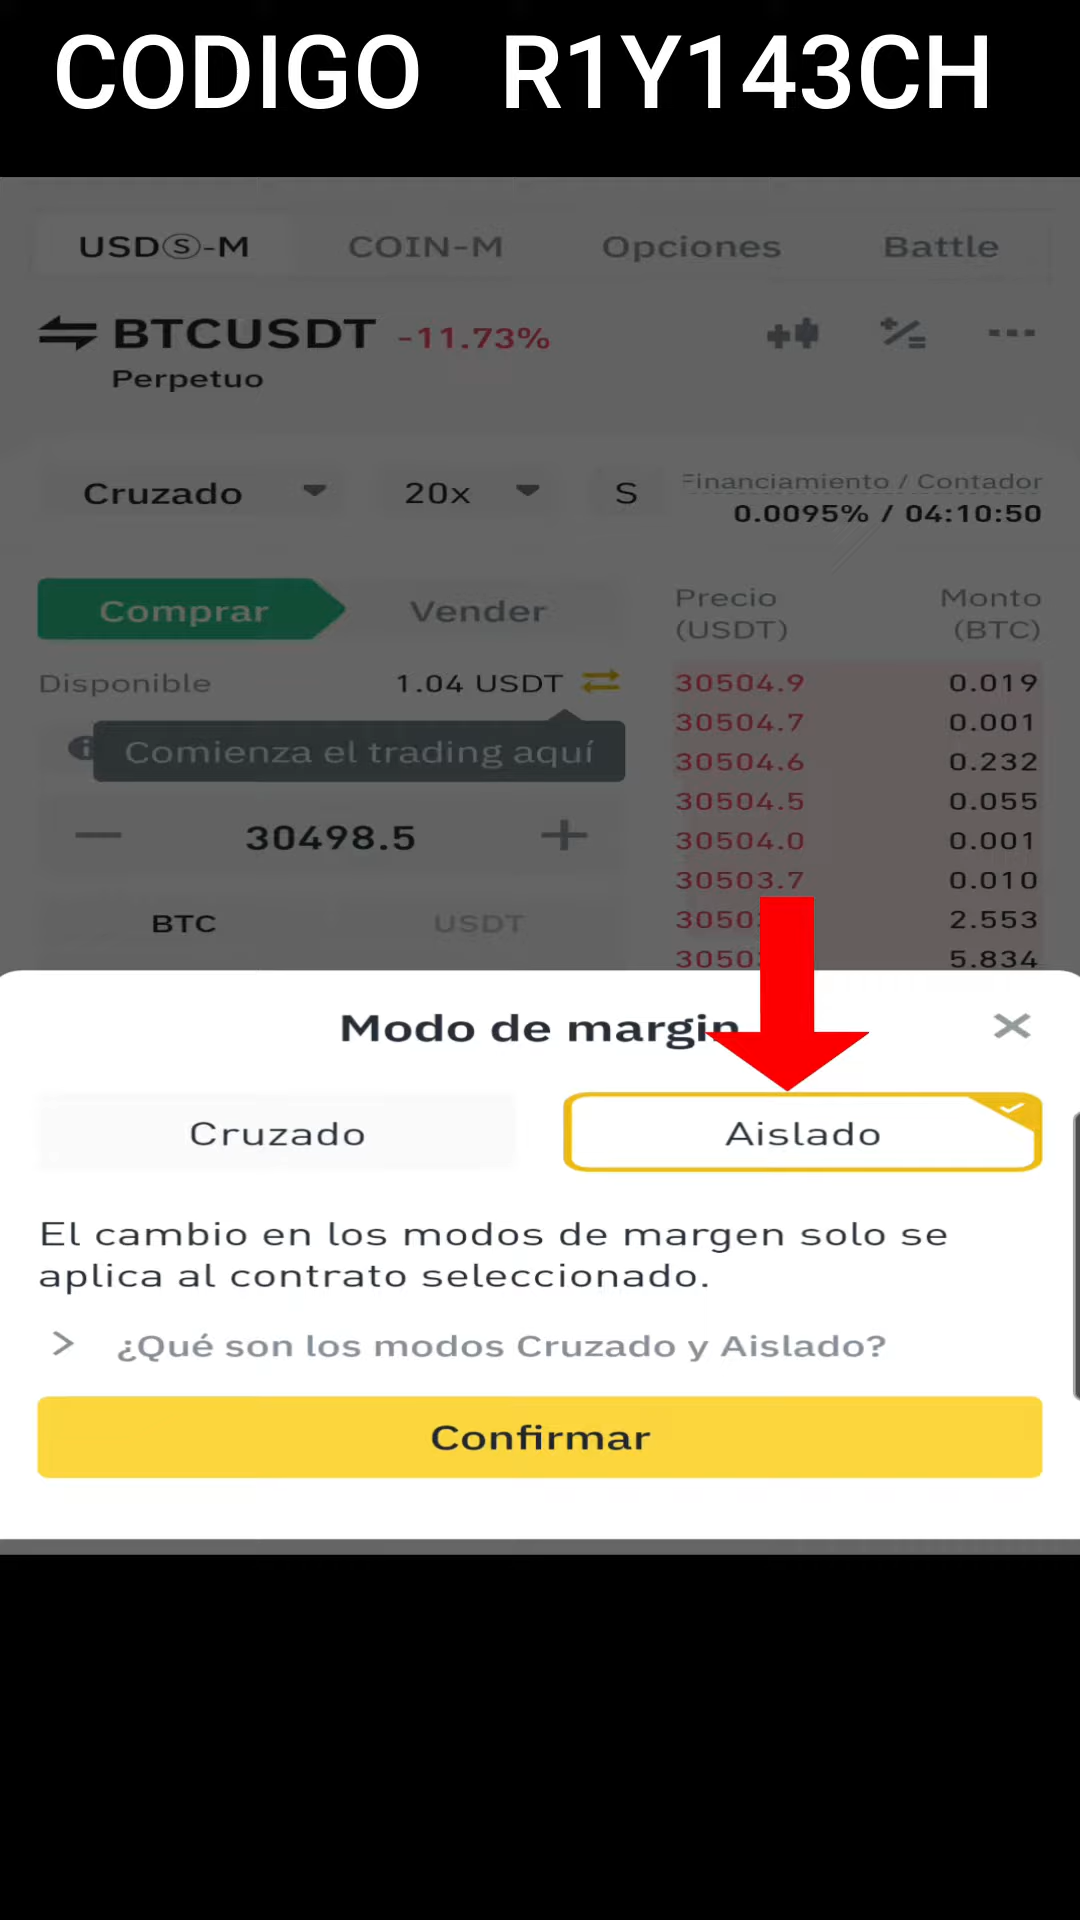 CODIGO R1Y143CH
USDⓈ-M COIN-M Opciones Battle
BTCUSDT -11.73%
Perpetuo
Cruzado 20x S
Financiamiento / Contador
0.0095% / 04:10:50
Comprar Vender
Precio (USDT) Monto (BTC)
Disponible 1.04 USDT
Comienza el trading aquí
30498.5
BTC USDT
30504.9 0.019
30504.7 0.001
30504.6 0.232
30504.5 0.055
30504.0 0.001
30503.7 0.010
2.553
5.834
Modo de margin
Cruzado Aislado
El cambio en los modos de margen solo se
aplica al contrato seleccionado.
¿Qué son los modos Cruzado y Aislado?
Confirmar